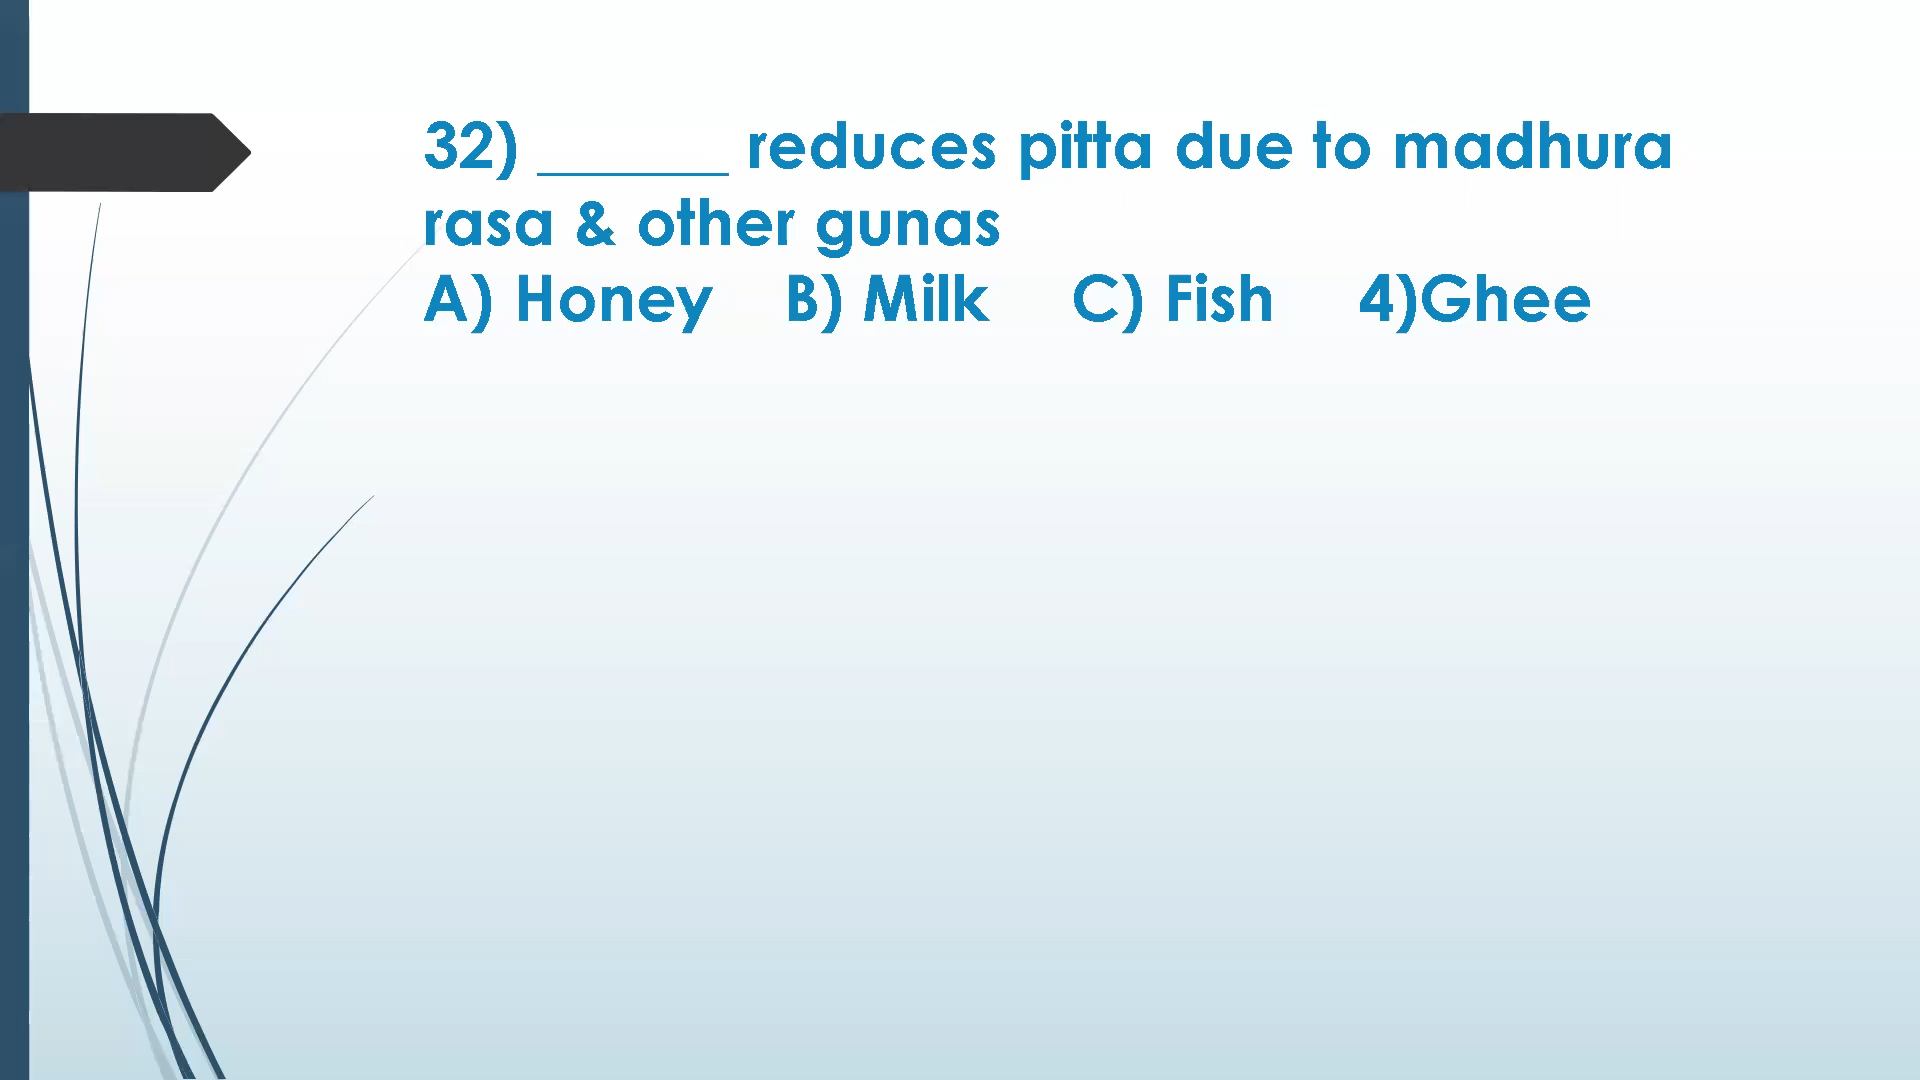 32) ______ reduces pitta due to madhura
rasa & other gunas
A) Honey B) Milk C) Fish 4)Ghee